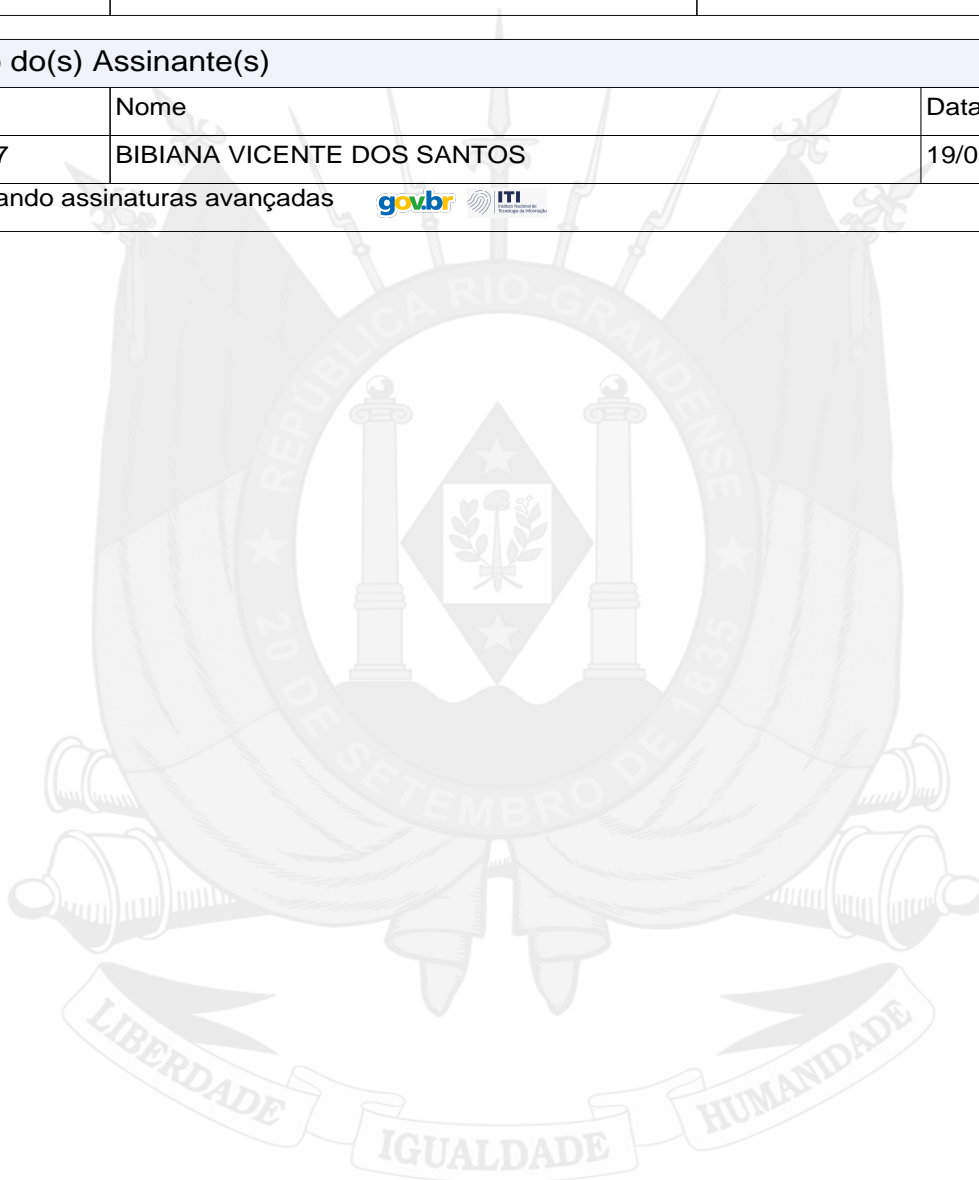 do(s) Assinante(s)
Nome Data
7 BIBIANA VICENTE DOS SANTOS 19/0
ando assinaturas avançadas gov.br ITI
REPÚBLICA RIO-GRANDENSE
20 DE SETEMBRO DE 1835
LIBERDADE IGUALDADE HUMANIDADE